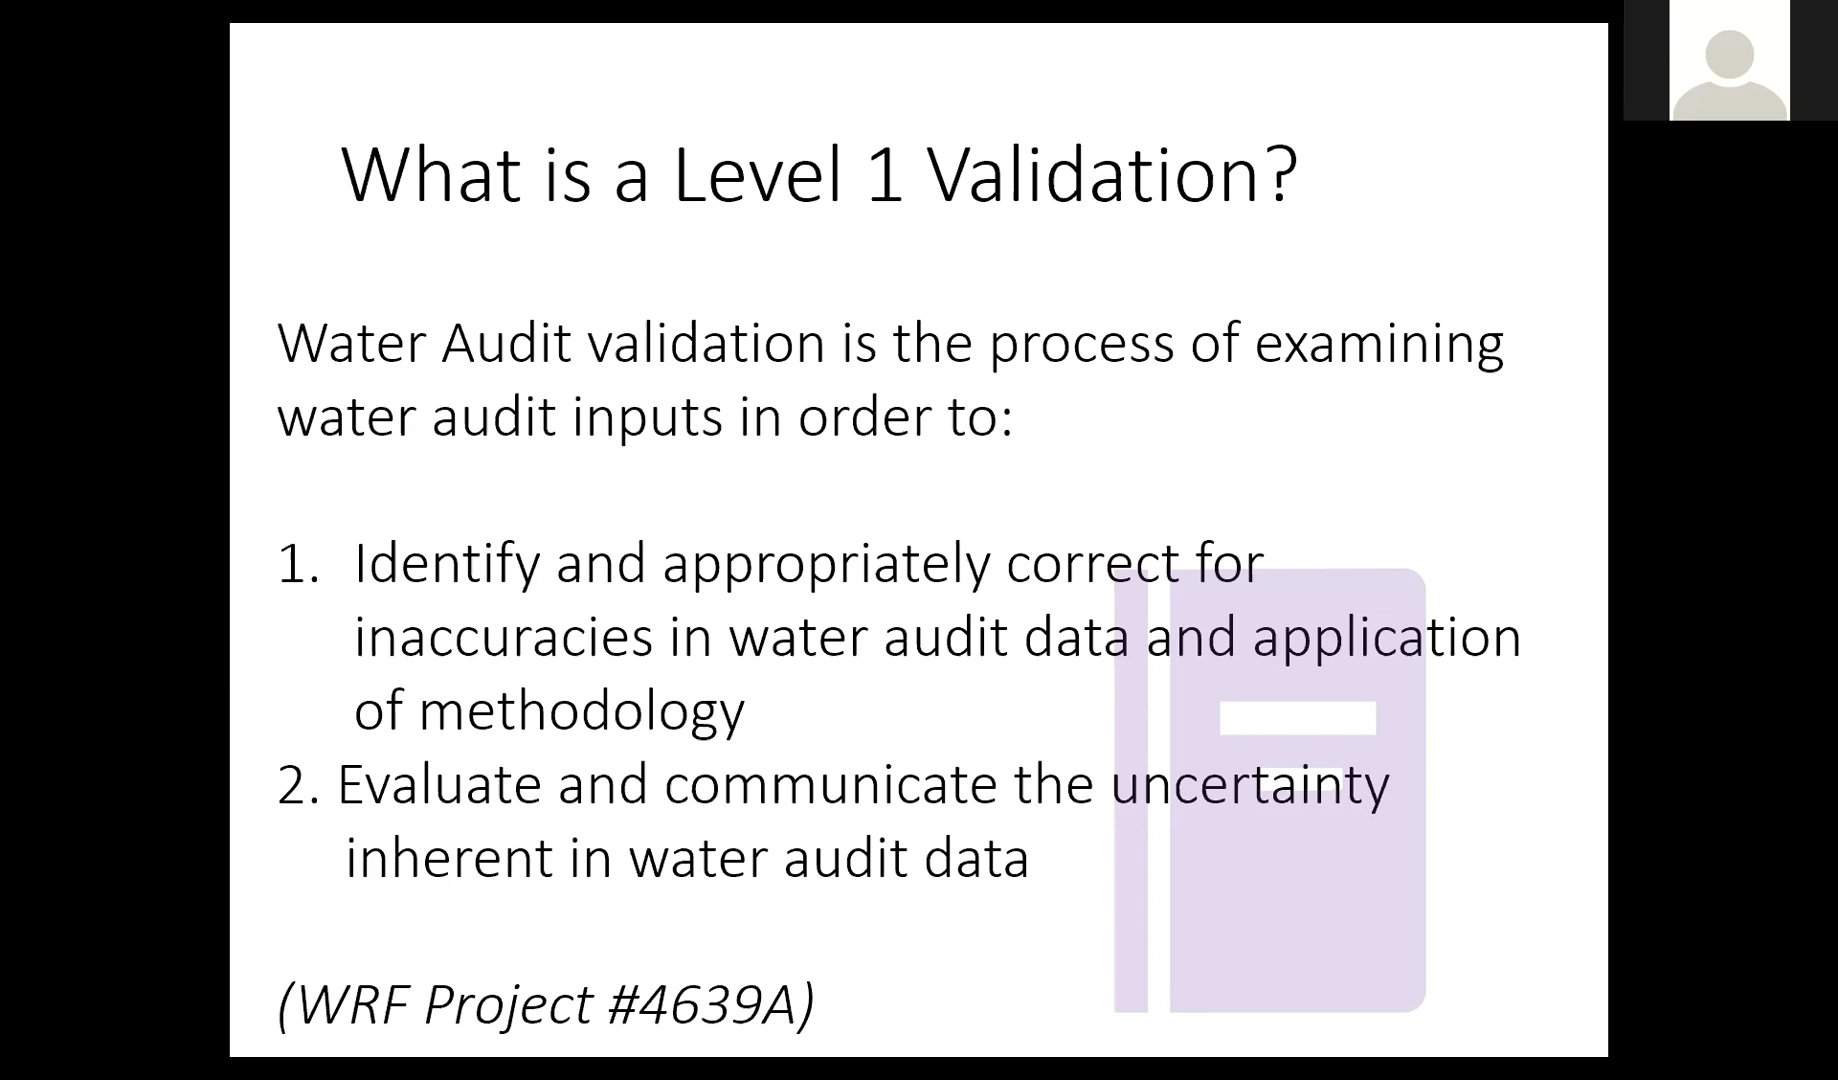 What is a Level 1 Validation?
Water Audit validation is the process of examining
water audit inputs in order to:
1. Identify and appropriately correct for
inaccuracies in water audit data and application
of methodology
2. Evaluate and communicate the uncertainty
inherent in water audit data
(WRF Project #4639A)